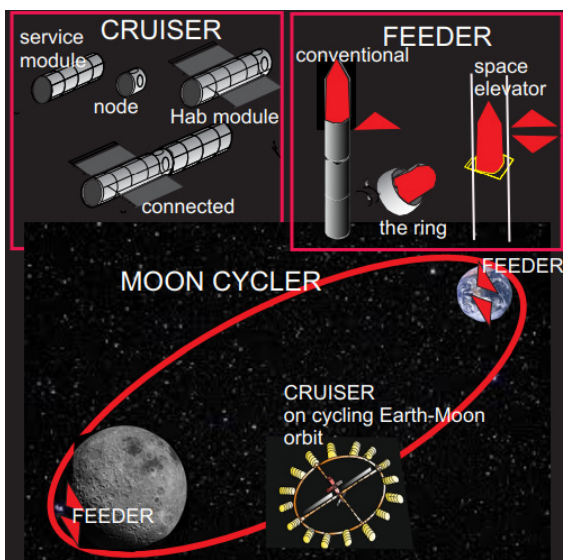 CRUISER
service
module
node
Hab module
connected
FEEDER
conventional
space
elevator
the ring
MOON CYCLER
FEEDER
CRUISER
on cycling Earth-Moon
orbit
FEEDER